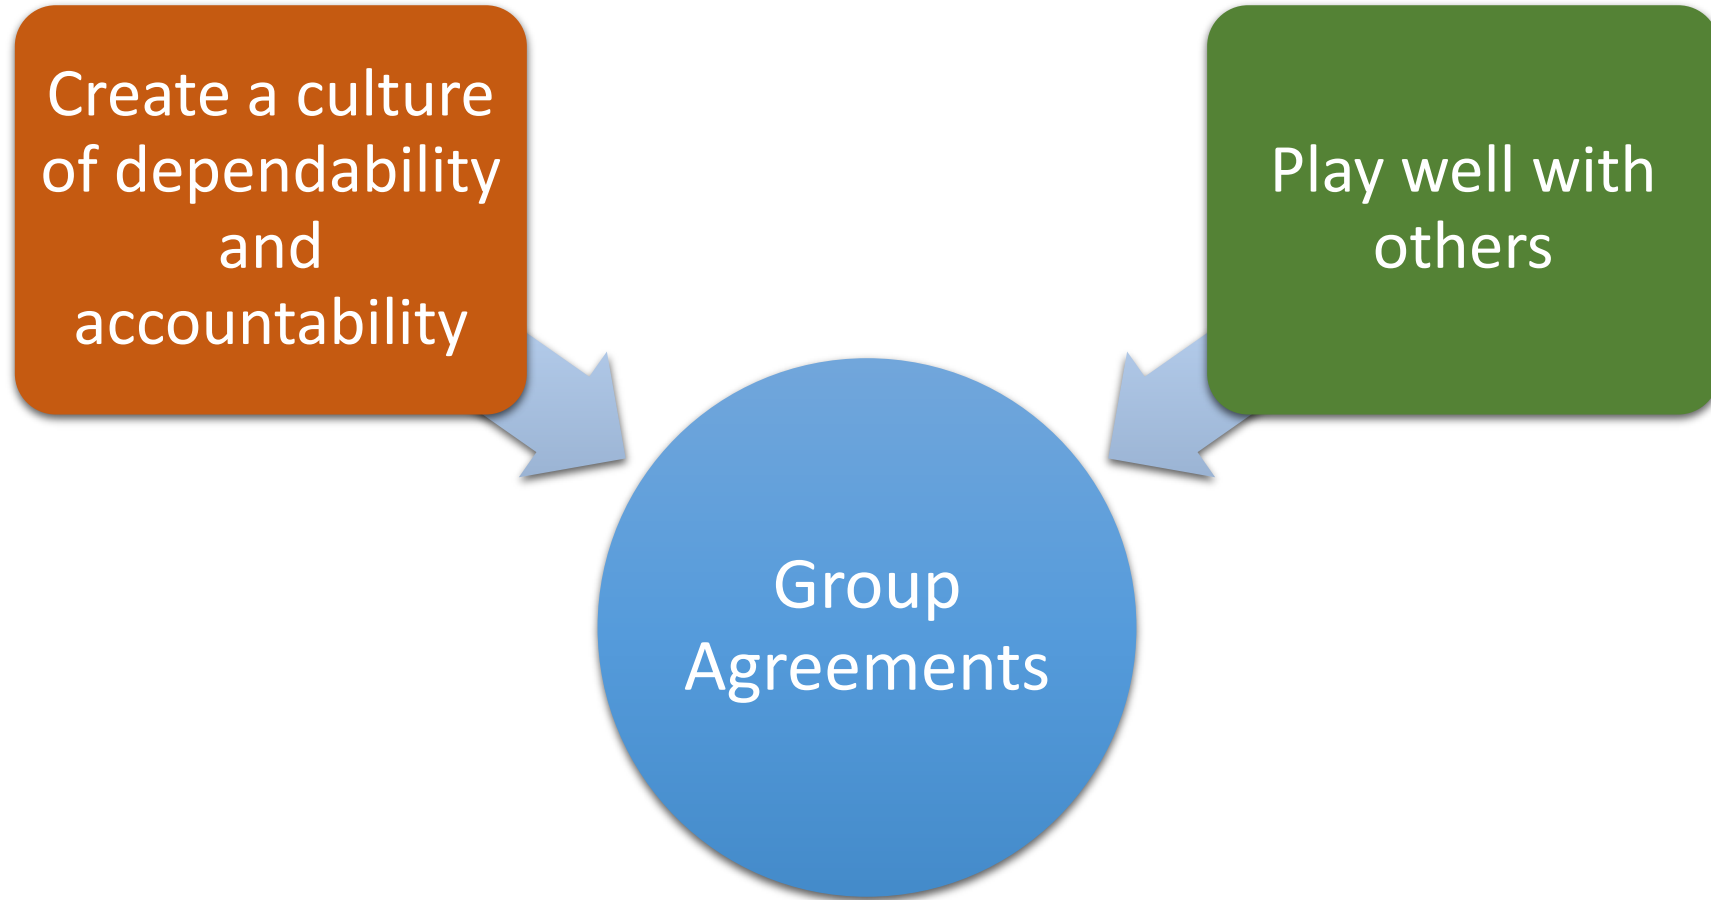 Create a culture
of dependability
and
accountability
Play well with
others
Group
Agreements